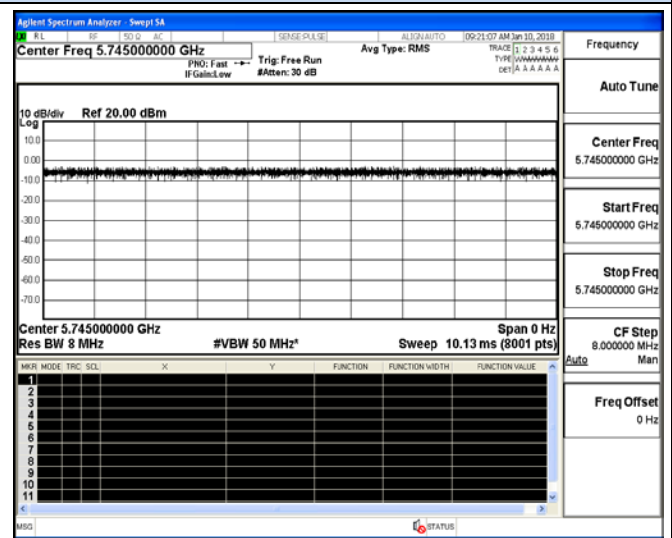 Agilent Spectrum Analyzer - Swept SA
RL RF 50 Ω AC SENSE:PULSE ALIGN AUTO 09:21:07 AM Jan 10, 2018
Center Freq 5.745000000 GHz
PNO: Fast
IFGain:Low
Trig: Free Run
#Atten: 30 dB
Avg Type: RMS
TRACE 1 2 3 4 5 6
TYPE
DET A A A A A A
10 dB/div Ref 20.00 dBm
Log
10.0
0.00
-10.0
-20.0
-30.0
-40.0
-50.0
-60.0
-70.0
Center 5.745000000 GHz Span 0 Hz
Res BW 8 MHz #VBW 50 MHz* Sweep 10.13 ms (8001 pts)
MKR MODE TRC SCL X Y FUNCTION FUNCTION WIDTH FUNCTION VALUE
1
2
3
4
5
6
7
8
9
10
11
MSG STATUS
Frequency
Auto Tune
Center Freq
5.745000000 GHz
Start Freq
5.745000000 GHz
Stop Freq
5.745000000 GHz
CF Step
8.000000 MHz
Auto Man
Freq Offset
0 Hz